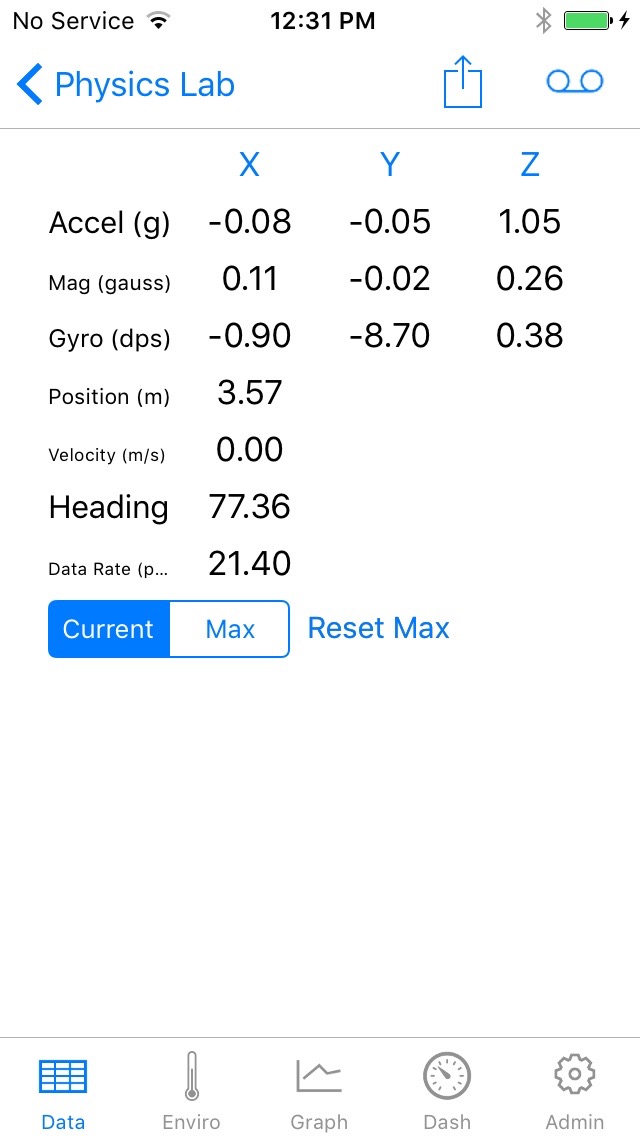 No Service 12:31 PM
Physics Lab
X Y Z
Accel (g) -0.08 -0.05 1.05
Mag (gauss) 0.11 -0.02 0.26
Gyro (dps) -0.90 -8.70 0.38
Position (m) 3.57
Velocity (m/s) 0.00
Heading 77.36
Data Rate (p... 21.40
Current Max Reset Max
Data Enviro Graph Dash Admin